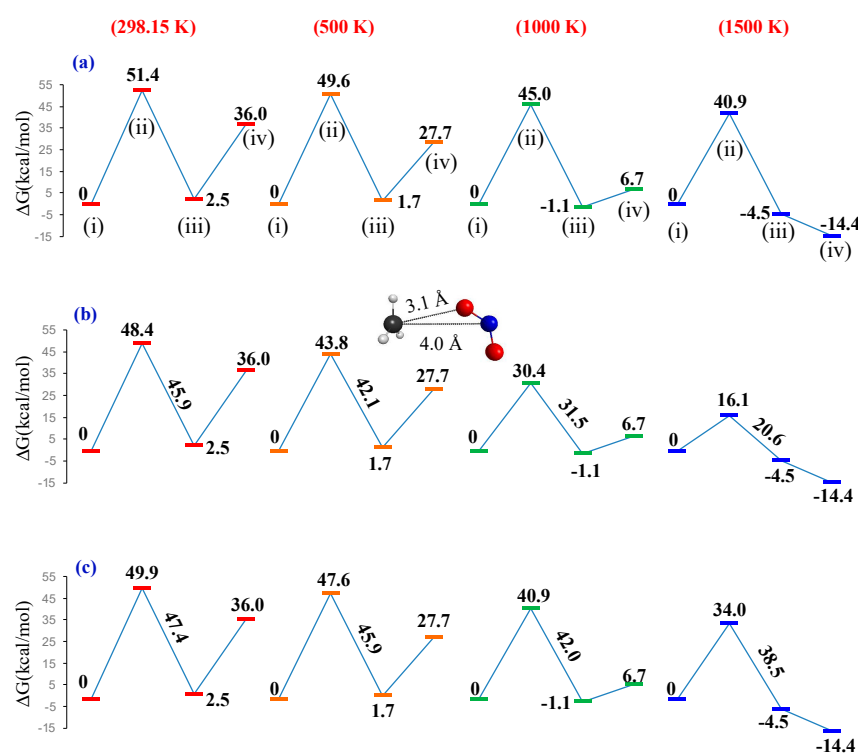 (298.15 K) (500 K) (1000 K) (1500 K)
(a)
ΔG(kcal/mol)
55
45
35
25
15
5
-5
-15
0 51.4 2.5 36.0
(i) (ii) (iii) (iv)
0 49.6 1.7 27.7
(i) (ii) (iii) (iv)
0 45.0 -1.1 6.7
(i) (ii) (iii) (iv)
0 40.9 -4.5 -14.4
(i) (ii) (iii) (iv)
(b)
3.1 Å
4.0 Å
ΔG(kcal/mol)
55
45
35
25
15
5
-5
-15
0 48.4 45.9 2.5 36.0
0 43.8 42.1 1.7 27.7
0 30.4 31.5 -1.1 6.7
0 16.1 20.6 -4.5 -14.4
(c)
ΔG(kcal/mol)
55
45
35
25
15
5
-5
-15
0 49.9 47.4 2.5 36.0
0 47.6 45.9 1.7 27.7
0 40.9 42.0 -1.1 6.7
0 34.0 38.5 -4.5 -14.4